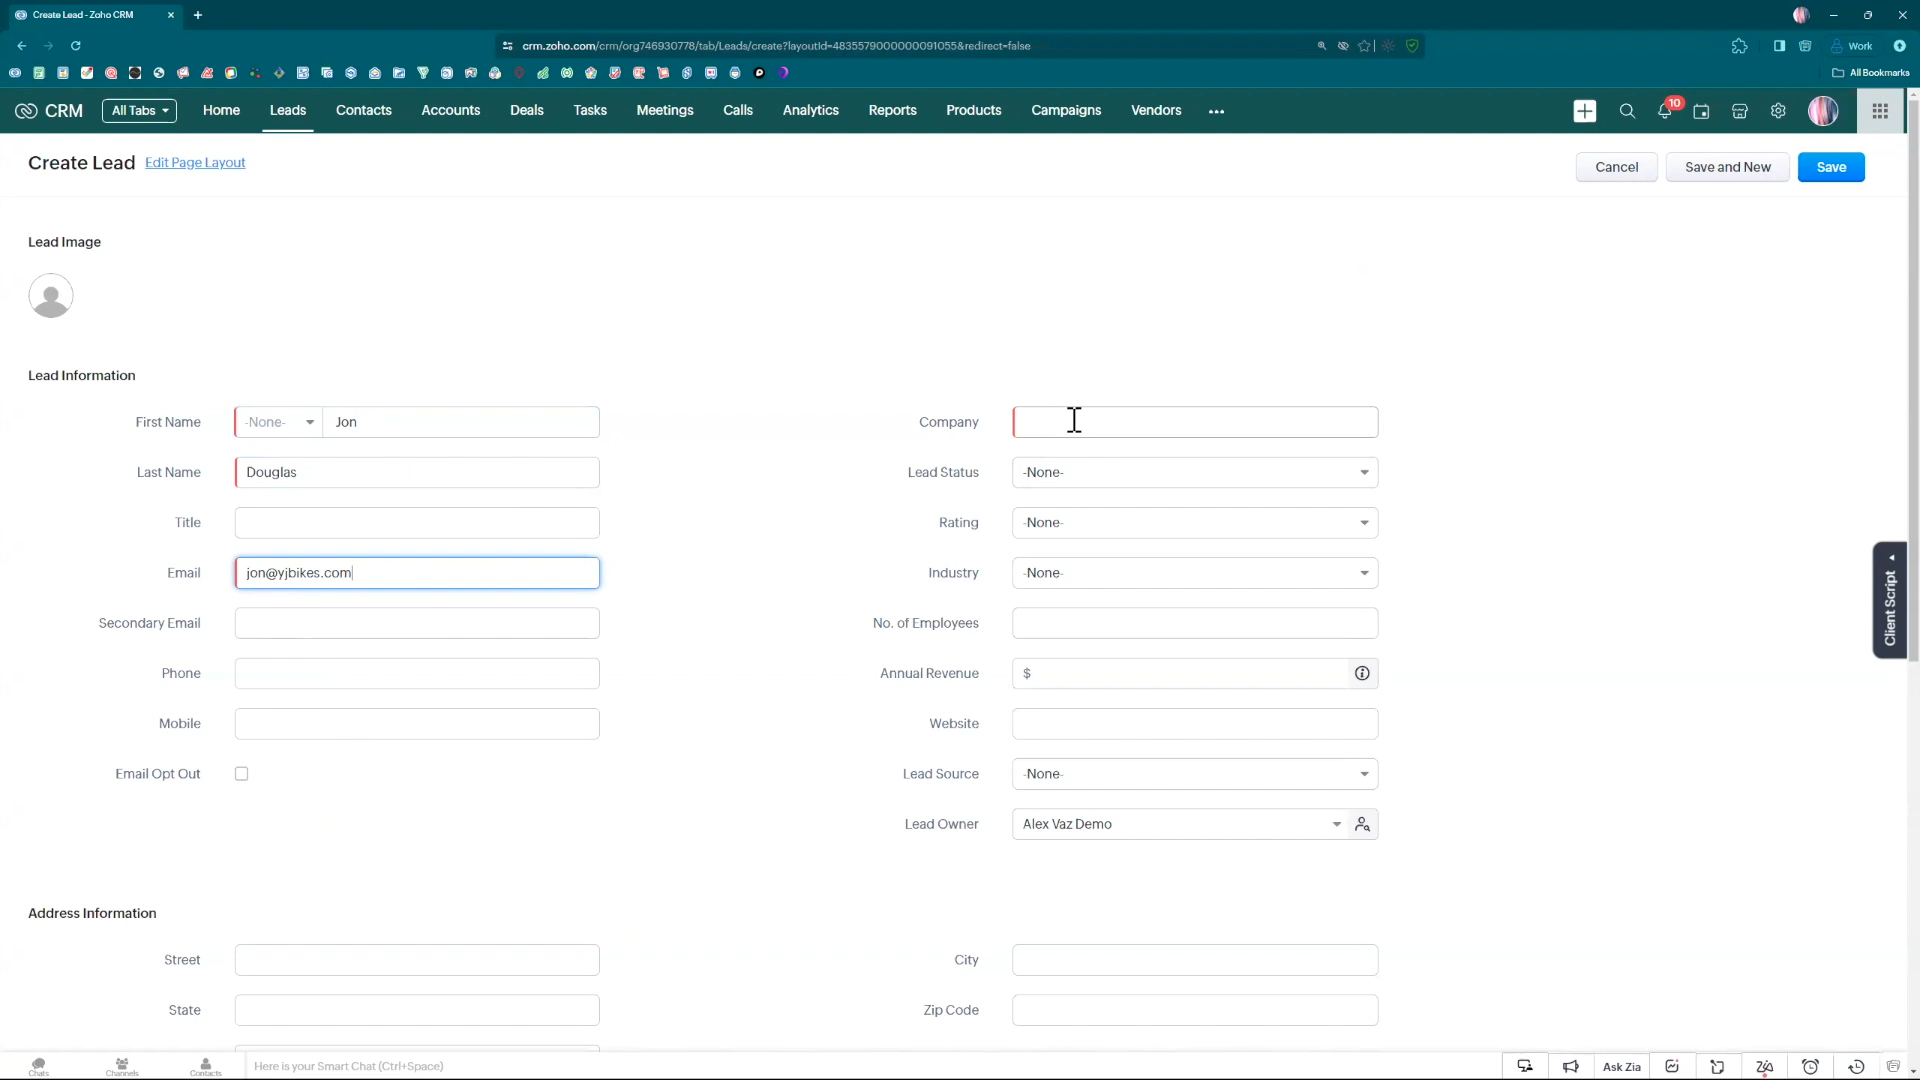 Create Lead - Zoho CRM
crm.zoho.com/crm/org746930778/tab/Leads/create?layoutId=4835579000000091055&redirect=false
Work
All Bookmarks
CRM All Tabs Home Leads Contacts Accounts Deals Tasks Meetings Calls Analytics Reports Products Campaigns Vendors 10
Create Lead Edit Page Layout Cancel Save and New Save
Lead Image
Lead Information
First Name -None- Jon Company
Last Name Douglas Lead Status -None-
Title Rating -None-
Email jon@yjbikes.com Industry -None-
Secondary Email No. of Employees
Phone Annual Revenue $
Mobile Website
Email Opt Out Lead Source -None-
Lead Owner Alex Vaz Demo
Client Script
Address Information
Street City
State Zip Code
Chats Channels Contacts Here is your Smart Chat (Ctrl+Space) Ask Zia